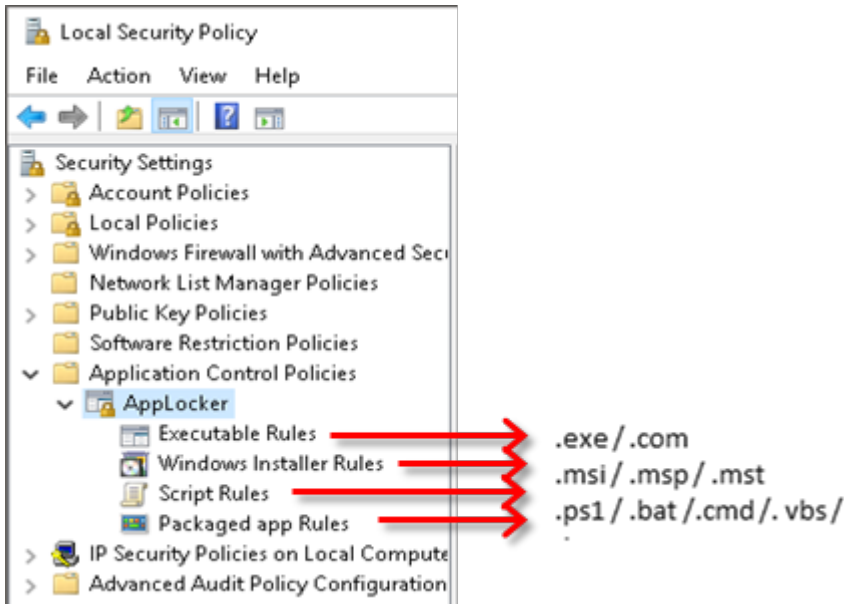 Local Security Policy
File Action View Help
Security Settings
Account Policies
Local Policies
Windows Firewall with Advanced Secu
Network List Manager Policies
Public Key Policies
Software Restriction Policies
Application Control Policies
AppLocker
Executable Rules .exe / .com
Windows Installer Rules .msi / .msp / .mst
Script Rules .ps1 / .bat /.cmd /. vbs /
Packaged app Rules
IP Security Policies on Local Compute
Advanced Audit Policy Configuration